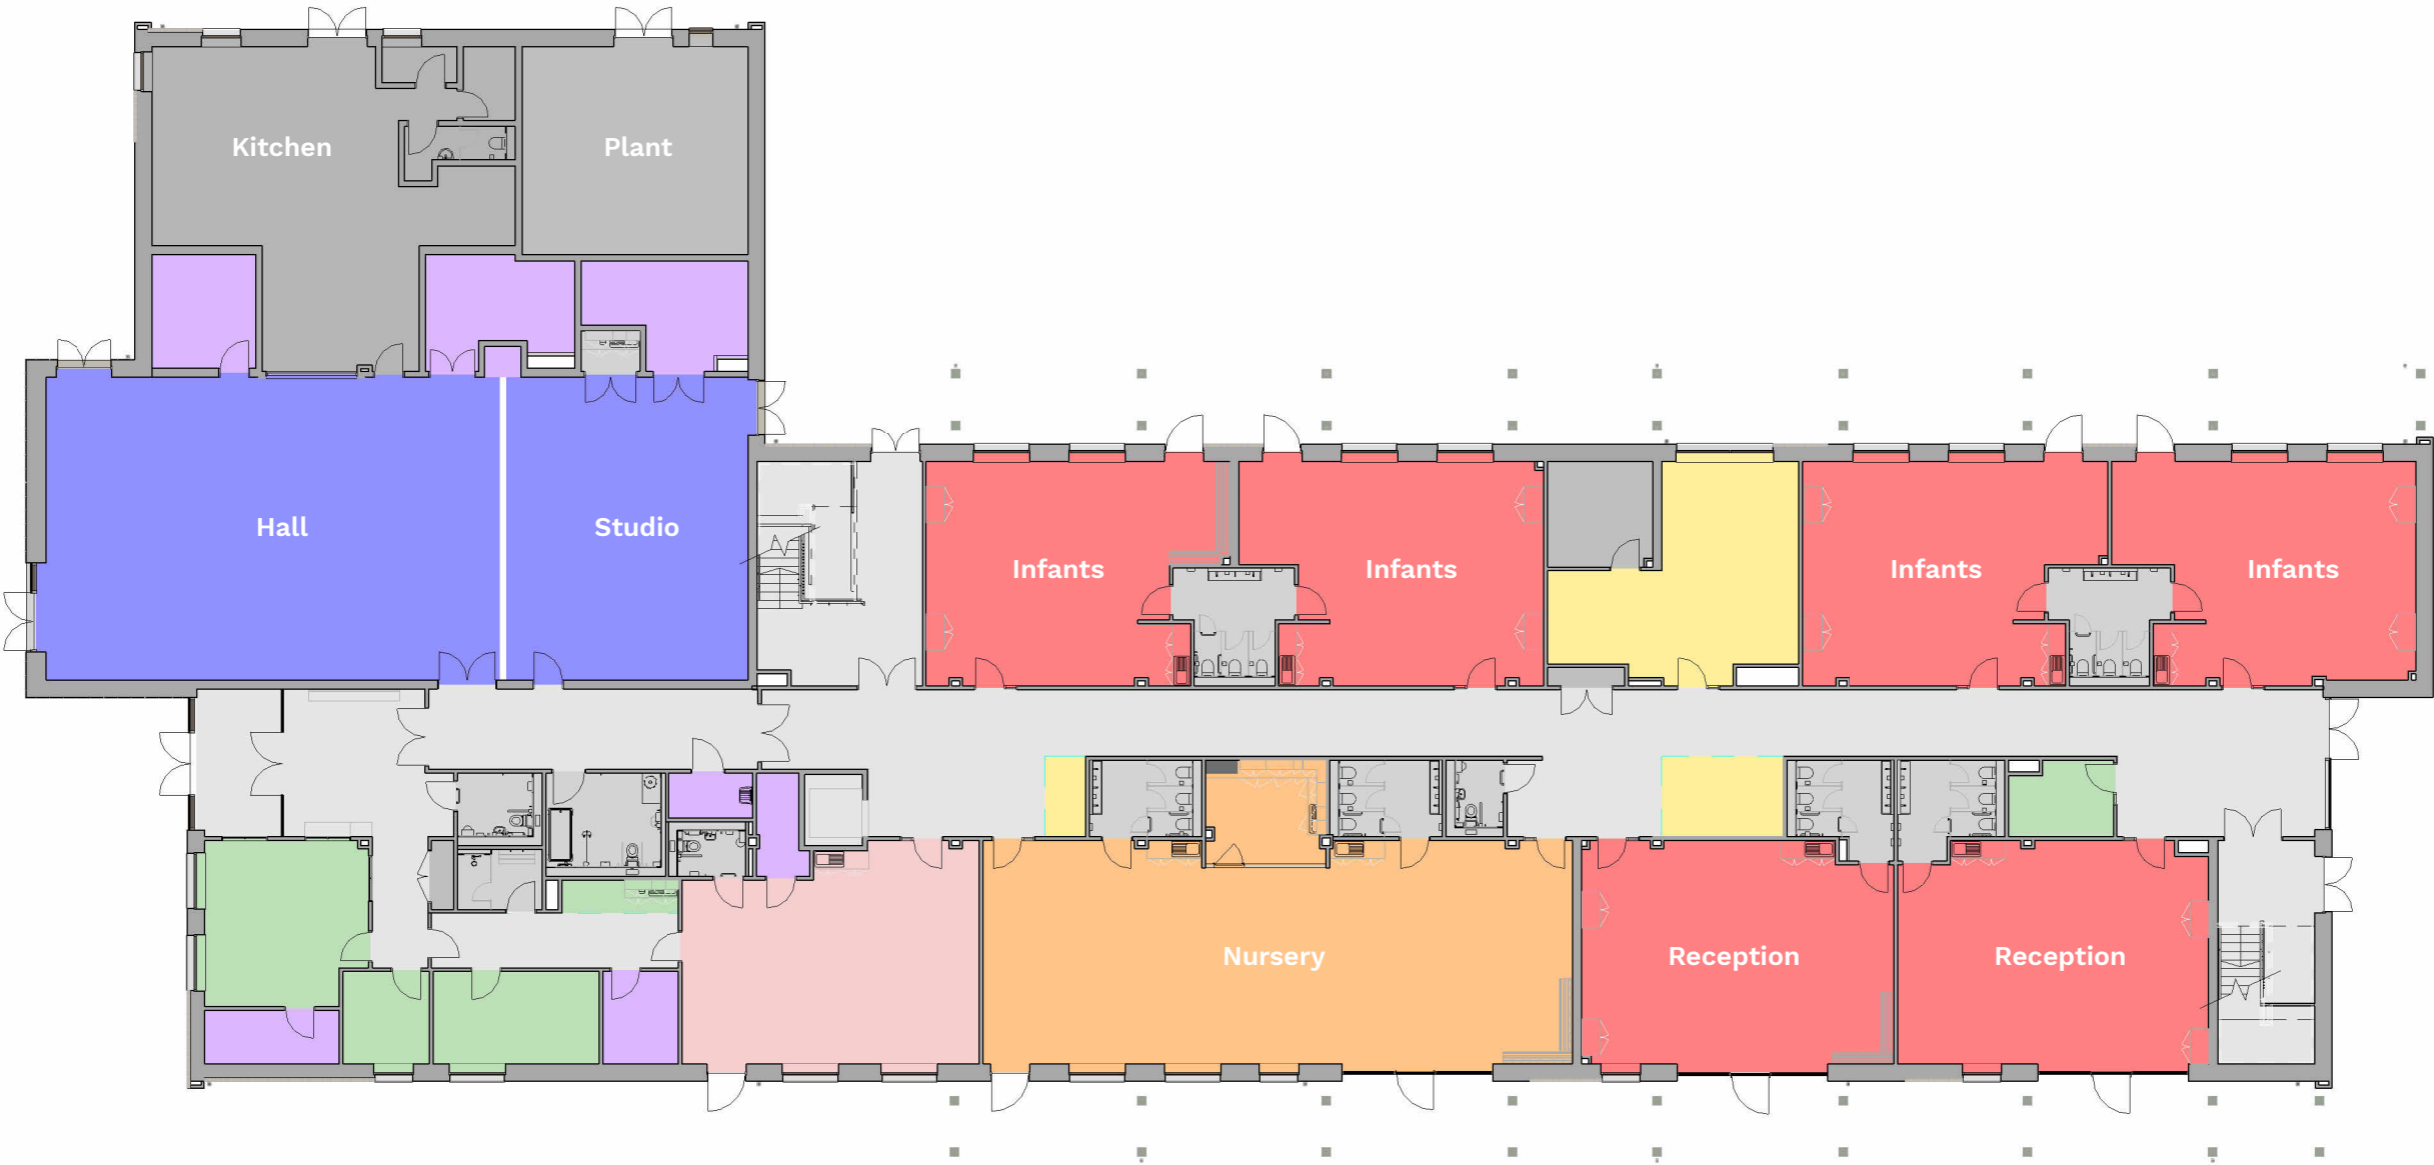 Kitchen
Plant
Hall
Studio
Infants
Infants
Infants
Infants
Nursery
Reception
Reception